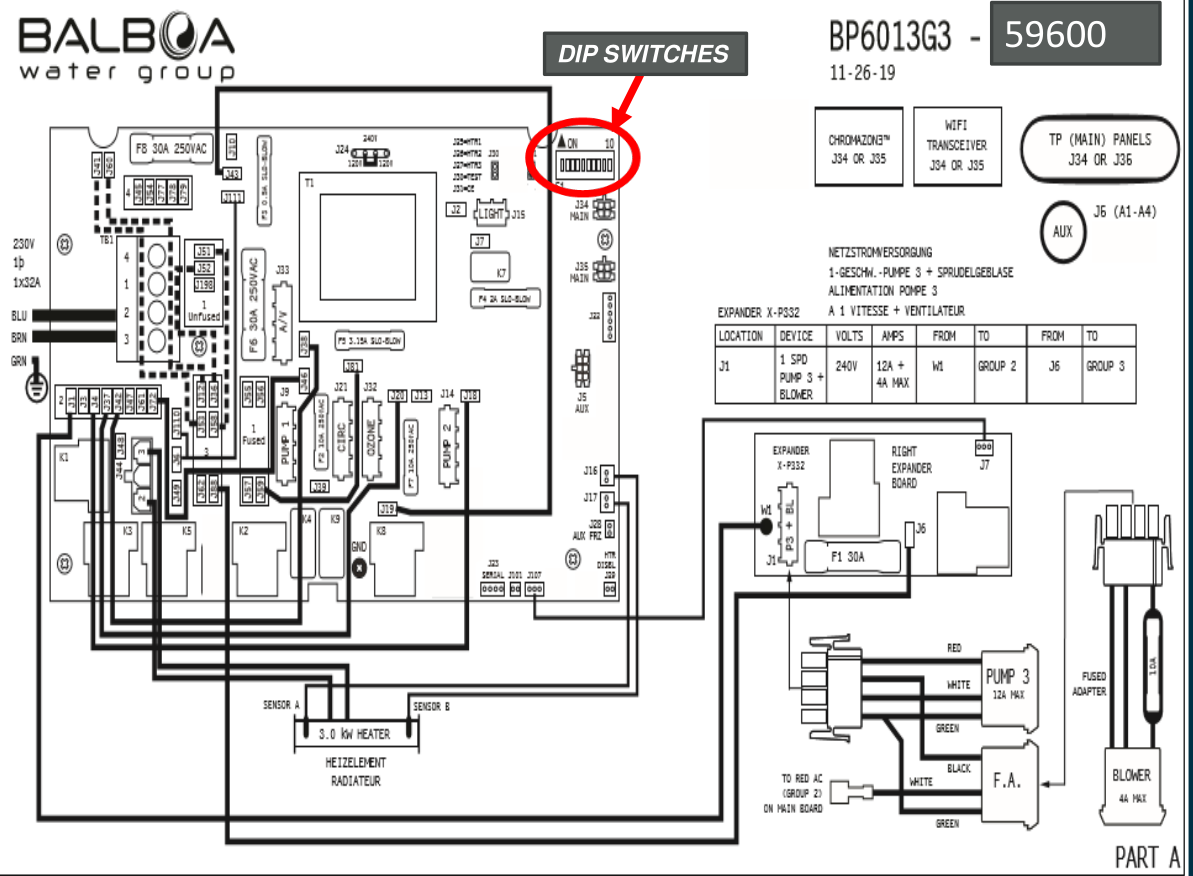 BALBOA
water group
DIP SWITCHES
BP6013G3 - 59600
11-26-19
CHROMAZON3™
J34 OR J35
WIFI
TRANSCEIVER
J34 OR J35
TP (MAIN) PANELS
J34 OR J36
AUX
J6 (A1-A4)
NETZSTROMVERSORGUNG
1-GESCHW.-PUMPE 3 + SPRUDELGEBLASE
ALIMENTATION POMPE 3
A 1 VITESSE + VENTILATEUR
EXPANDER X-P332
LOCATION DEVICE VOLTS AMPS FROM TO FROM TO
J1 1 SPD PUMP 3 + BLOWER 240V 12A + 4A MAX W1 GROUP 2 J6 GROUP 3
ON 10
J41
J60
F8 30A 250VAC
J10
J43
J111
F3 0.5A SLO-BLOW
240V
J24
120V 120V
J25=HTR1
J26=HTR2
J27=HTR3
J30=TEST
J31=CE
J30
T1
4
J45
J54
J77
J78
J79
J2
LIGHT
J15
J34
MAIN
J7
K7
J35
MAIN
F4 2A SLO-BLOW
J22
TB1
4
1
2
3
230V
1þ
1x32A
BLU
BRN
GRN
J51
J52
J198
1
Unfused
F6 30A 250VAC
J33
A/V
F5 3.15A SLO-BLOW
J38
J46
J81
J5
AUX
2
J1
J3
J4
J37
J42
J47
J61
J72
J12
J16
J53
J58
3
J62
J88
J55
J56
1
Fused
J57
J59
J9
PUMP 1
F2 10A 250VAC
J21
CIRC
J32
OZONE
J20
J13
F7 10A 250VAC
J14
PUMP 2
J18
J39
J110
J6
J49
K1
J48
J44
3
2
K3
K5
K2
K4
K9
K8
GND
J19
J16
J17
J28
AUX FRZ
HTR
DISBL
J29
J23
SERIAL
J101
J107
SENSOR A
SENSOR B
3.0 kW HEATER
HEIZELEMENT
RADIATEUR
EXPANDER
X-P332
RIGHT
EXPANDER
BOARD
J7
W1
P3 + BL
J1
F1 30A
J6
RED
WHITE
GREEN
PUMP 3
12A MAX
BLACK
WHITE
GREEN
F.A.
TO RED AC
(GROUP 2)
ON MAIN BOARD
FUSED
ADAPTER
10A
BLOWER
4A MAX
PART A